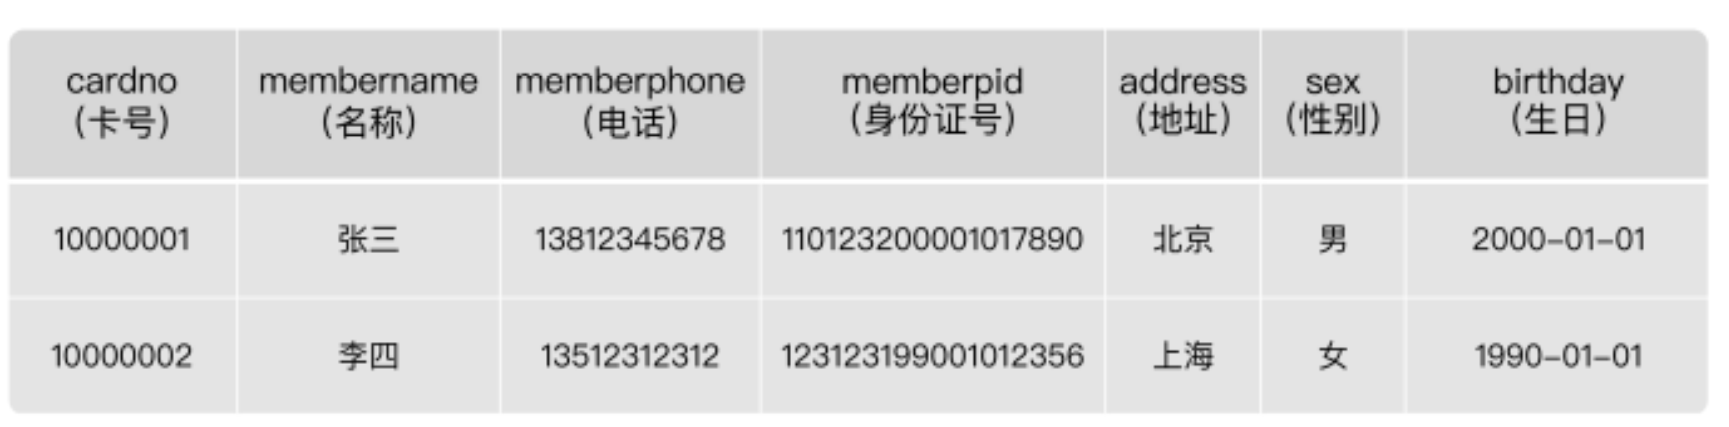 cardno membername memberphone memberpid address sex birthday
（卡号） （名称） （电话） （身份证号） （地址） （性别） （生日）
10000001 张三 13812345678 110123200001017890 北京 男 2000-01-01
10000002 李四 13512312312 123123199001012356 上海 女 1990-01-01